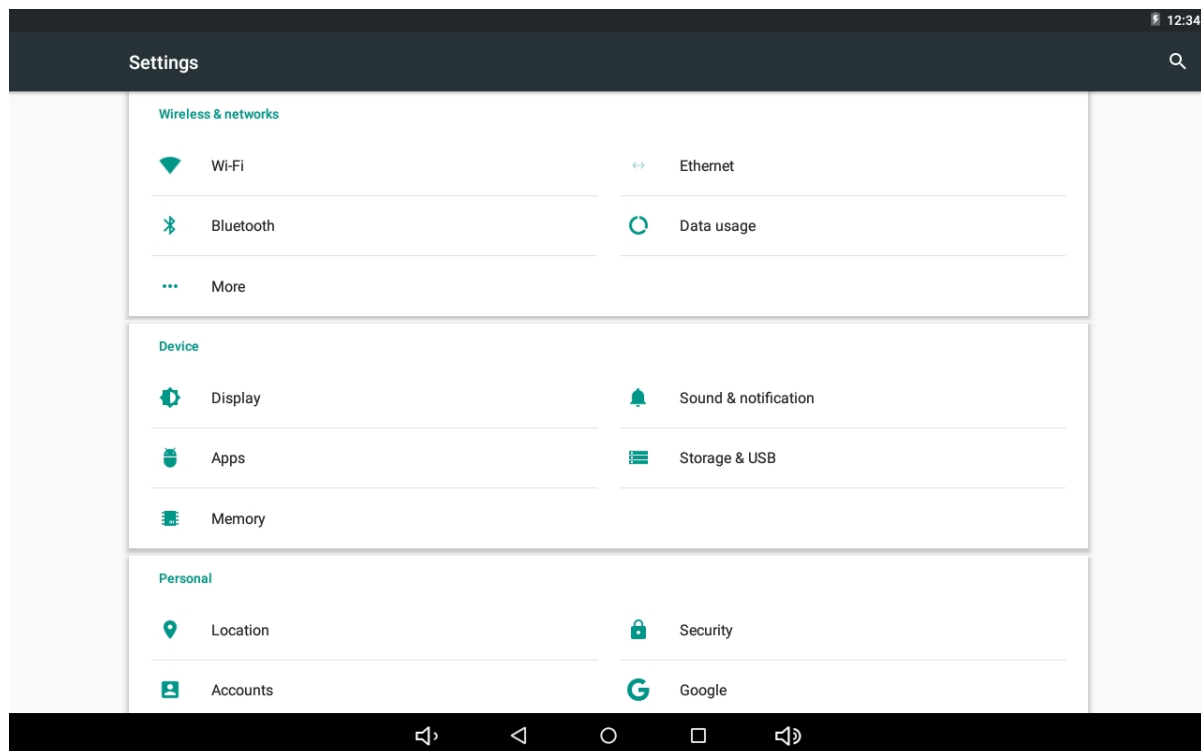 12:34
Settings
Wireless & networks
Wi-Fi
Ethernet
Bluetooth
Data usage
More
Device
Display
Sound & notification
Apps
Storage & USB
Memory
Personal
Location
Security
Accounts
Google